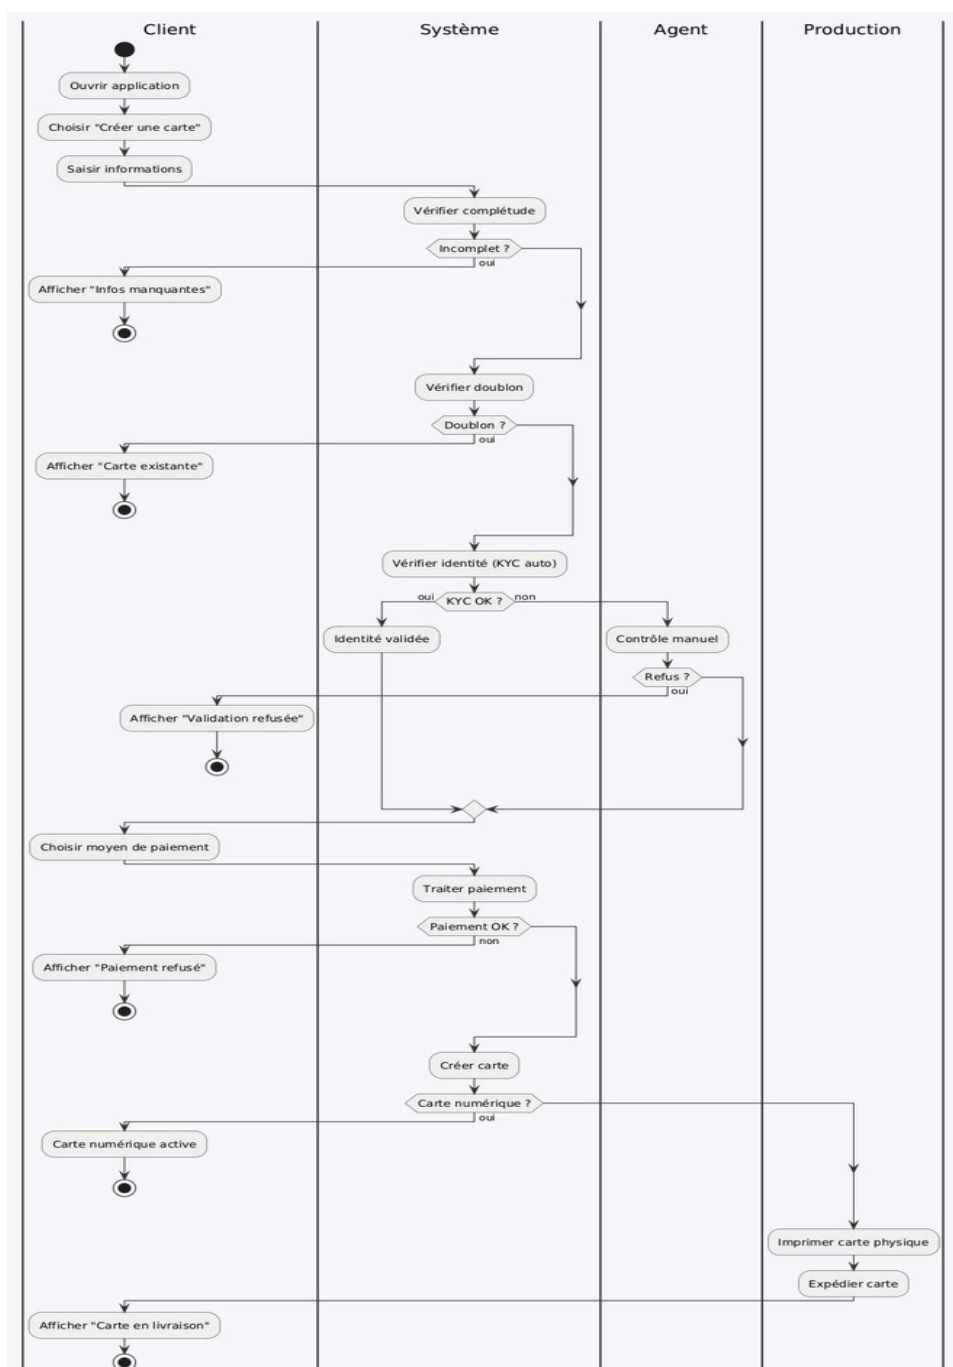 Client
Système
Agent
Production
Ouvrir application
Choisir "Créer une carte"
Saisir informations
Vérifier complétude
Incomplet ?
oui
Afficher "Infos manquantes"
Vérifier doublon
Doublon ?
oui
Afficher "Carte existante"
Vérifier identité (KYC auto)
oui
KYC OK ?
non
Identité validée
Contrôle manuel
Refus ?
oui
Afficher "Validation refusée"
Choisir moyen de paiement
Traiter paiement
Paiement OK ?
non
Afficher "Paiement refusé"
Créer carte
Carte numérique ?
oui
Carte numérique active
Imprimer carte physique
Expédier carte
Afficher "Carte en livraison"